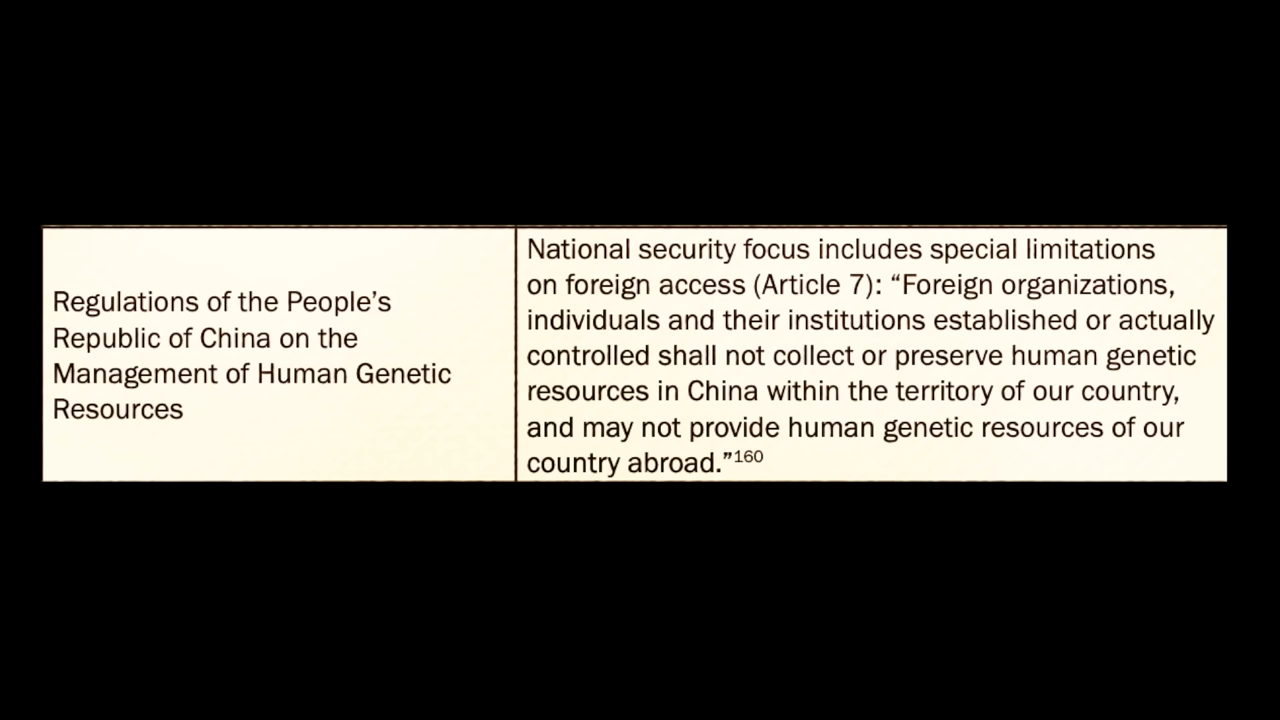 Regulations of the People’s
Republic of China on the
Management of Human Genetic
Resources
National security focus includes special limitations
on foreign access (Article 7): “Foreign organizations,
individuals and their institutions established or actually
controlled shall not collect or preserve human genetic
resources in China within the territory of our country,
and may not provide human genetic resources of our
country abroad.”160